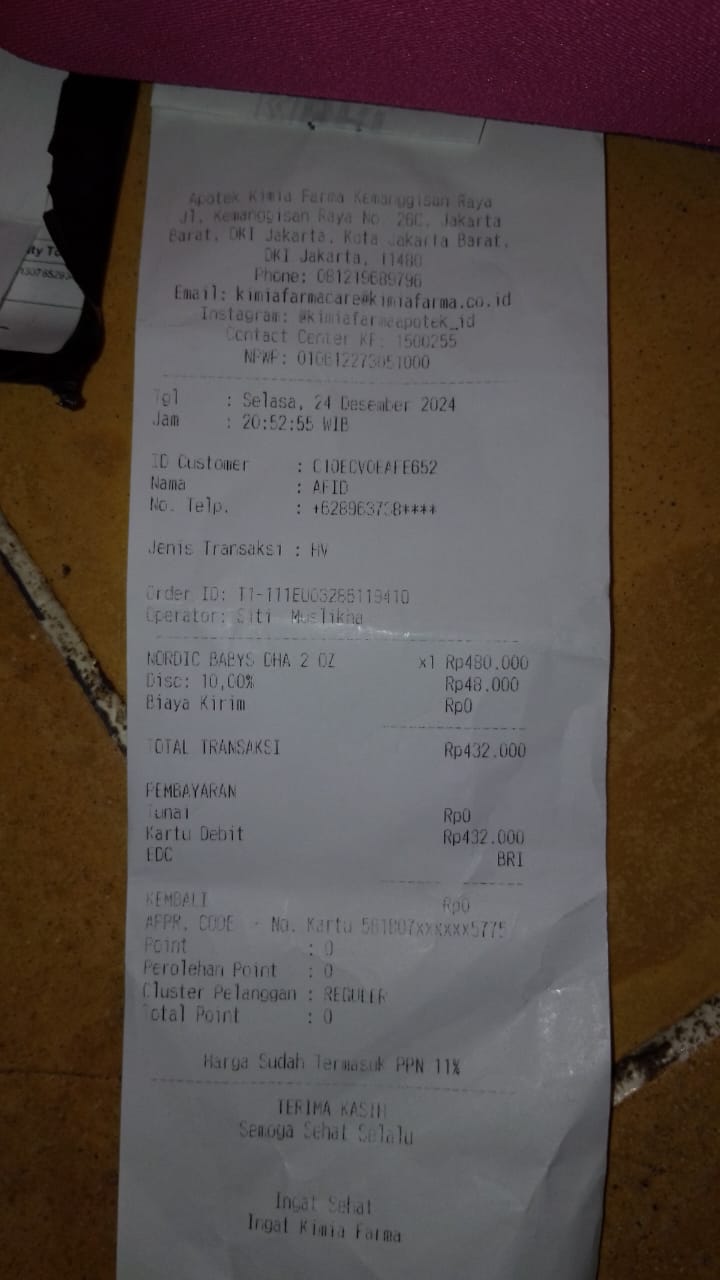 Apotek Kimia Farma Kemanggisan Raya
Jl. Kemanggisan Raya No. 26C, Jakarta
Barat, DKI Jakarta, Kota Jakarta Barat,
DKI Jakarta, 11480
Phone: 081219689796
Email: kimiafarmacare@kimiafarma.co.id
Instagram: @kimiafarmaapotek_id
Contact Center KF: 1500255
NPWP: 010612273051000
Tgl : Selasa, 24 Desember 2024
Jam : 20:52:55 WIB
ID Customer : C10ECV0EAFE652
Nama : AFID
No. Telp. : +628963738****
Jenis Transaksi : HV
Order ID: T1-111EU03286119410
Operator: Siti Muslikha
NORDIC BABYS DHA 2 OZ x1 Rp480.000
Disc: 10,00% Rp48.000
Biaya Kirim Rp0
TOTAL TRANSAKSI Rp432.000
PEMBAYARAN
Tunai Rp0
Kartu Debit Rp432.000
EDC BRI
KEMBALI Rp0
APPR. CODE - No. Kartu 561807xxxxxx5775
Point : 0
Perolehan Point : 0
Cluster Pelanggan : REGULER
Total Point : 0
Harga Sudah Termasuk PPN 11%
TERIMA KASIH
Semoga Sehat Selalu
Ingat Sehat
Ingat Kimia Farma